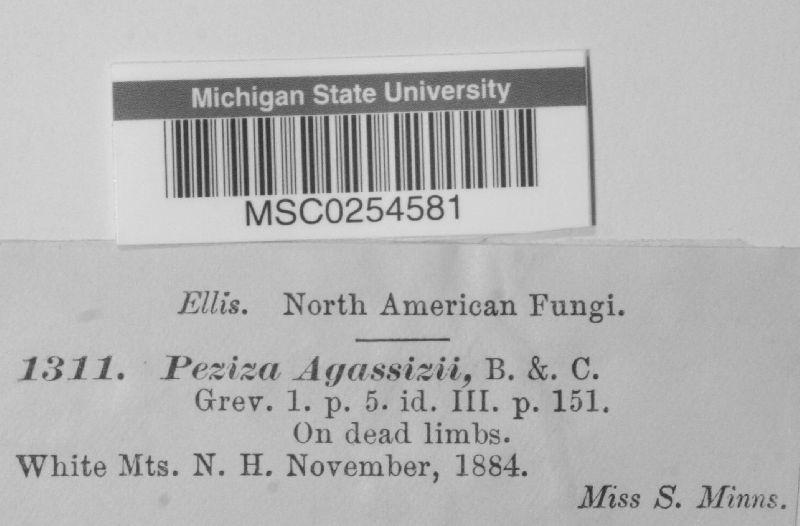 Michigan State University
MSC0254581
Ellis. North American Fungi.
1311. Peziza Agassizii, B. &. C.
Grev. 1. p. 5. id. III. p. 151.
On dead limbs.
White Mts. N. H. November, 1884.
Miss S. Minns.